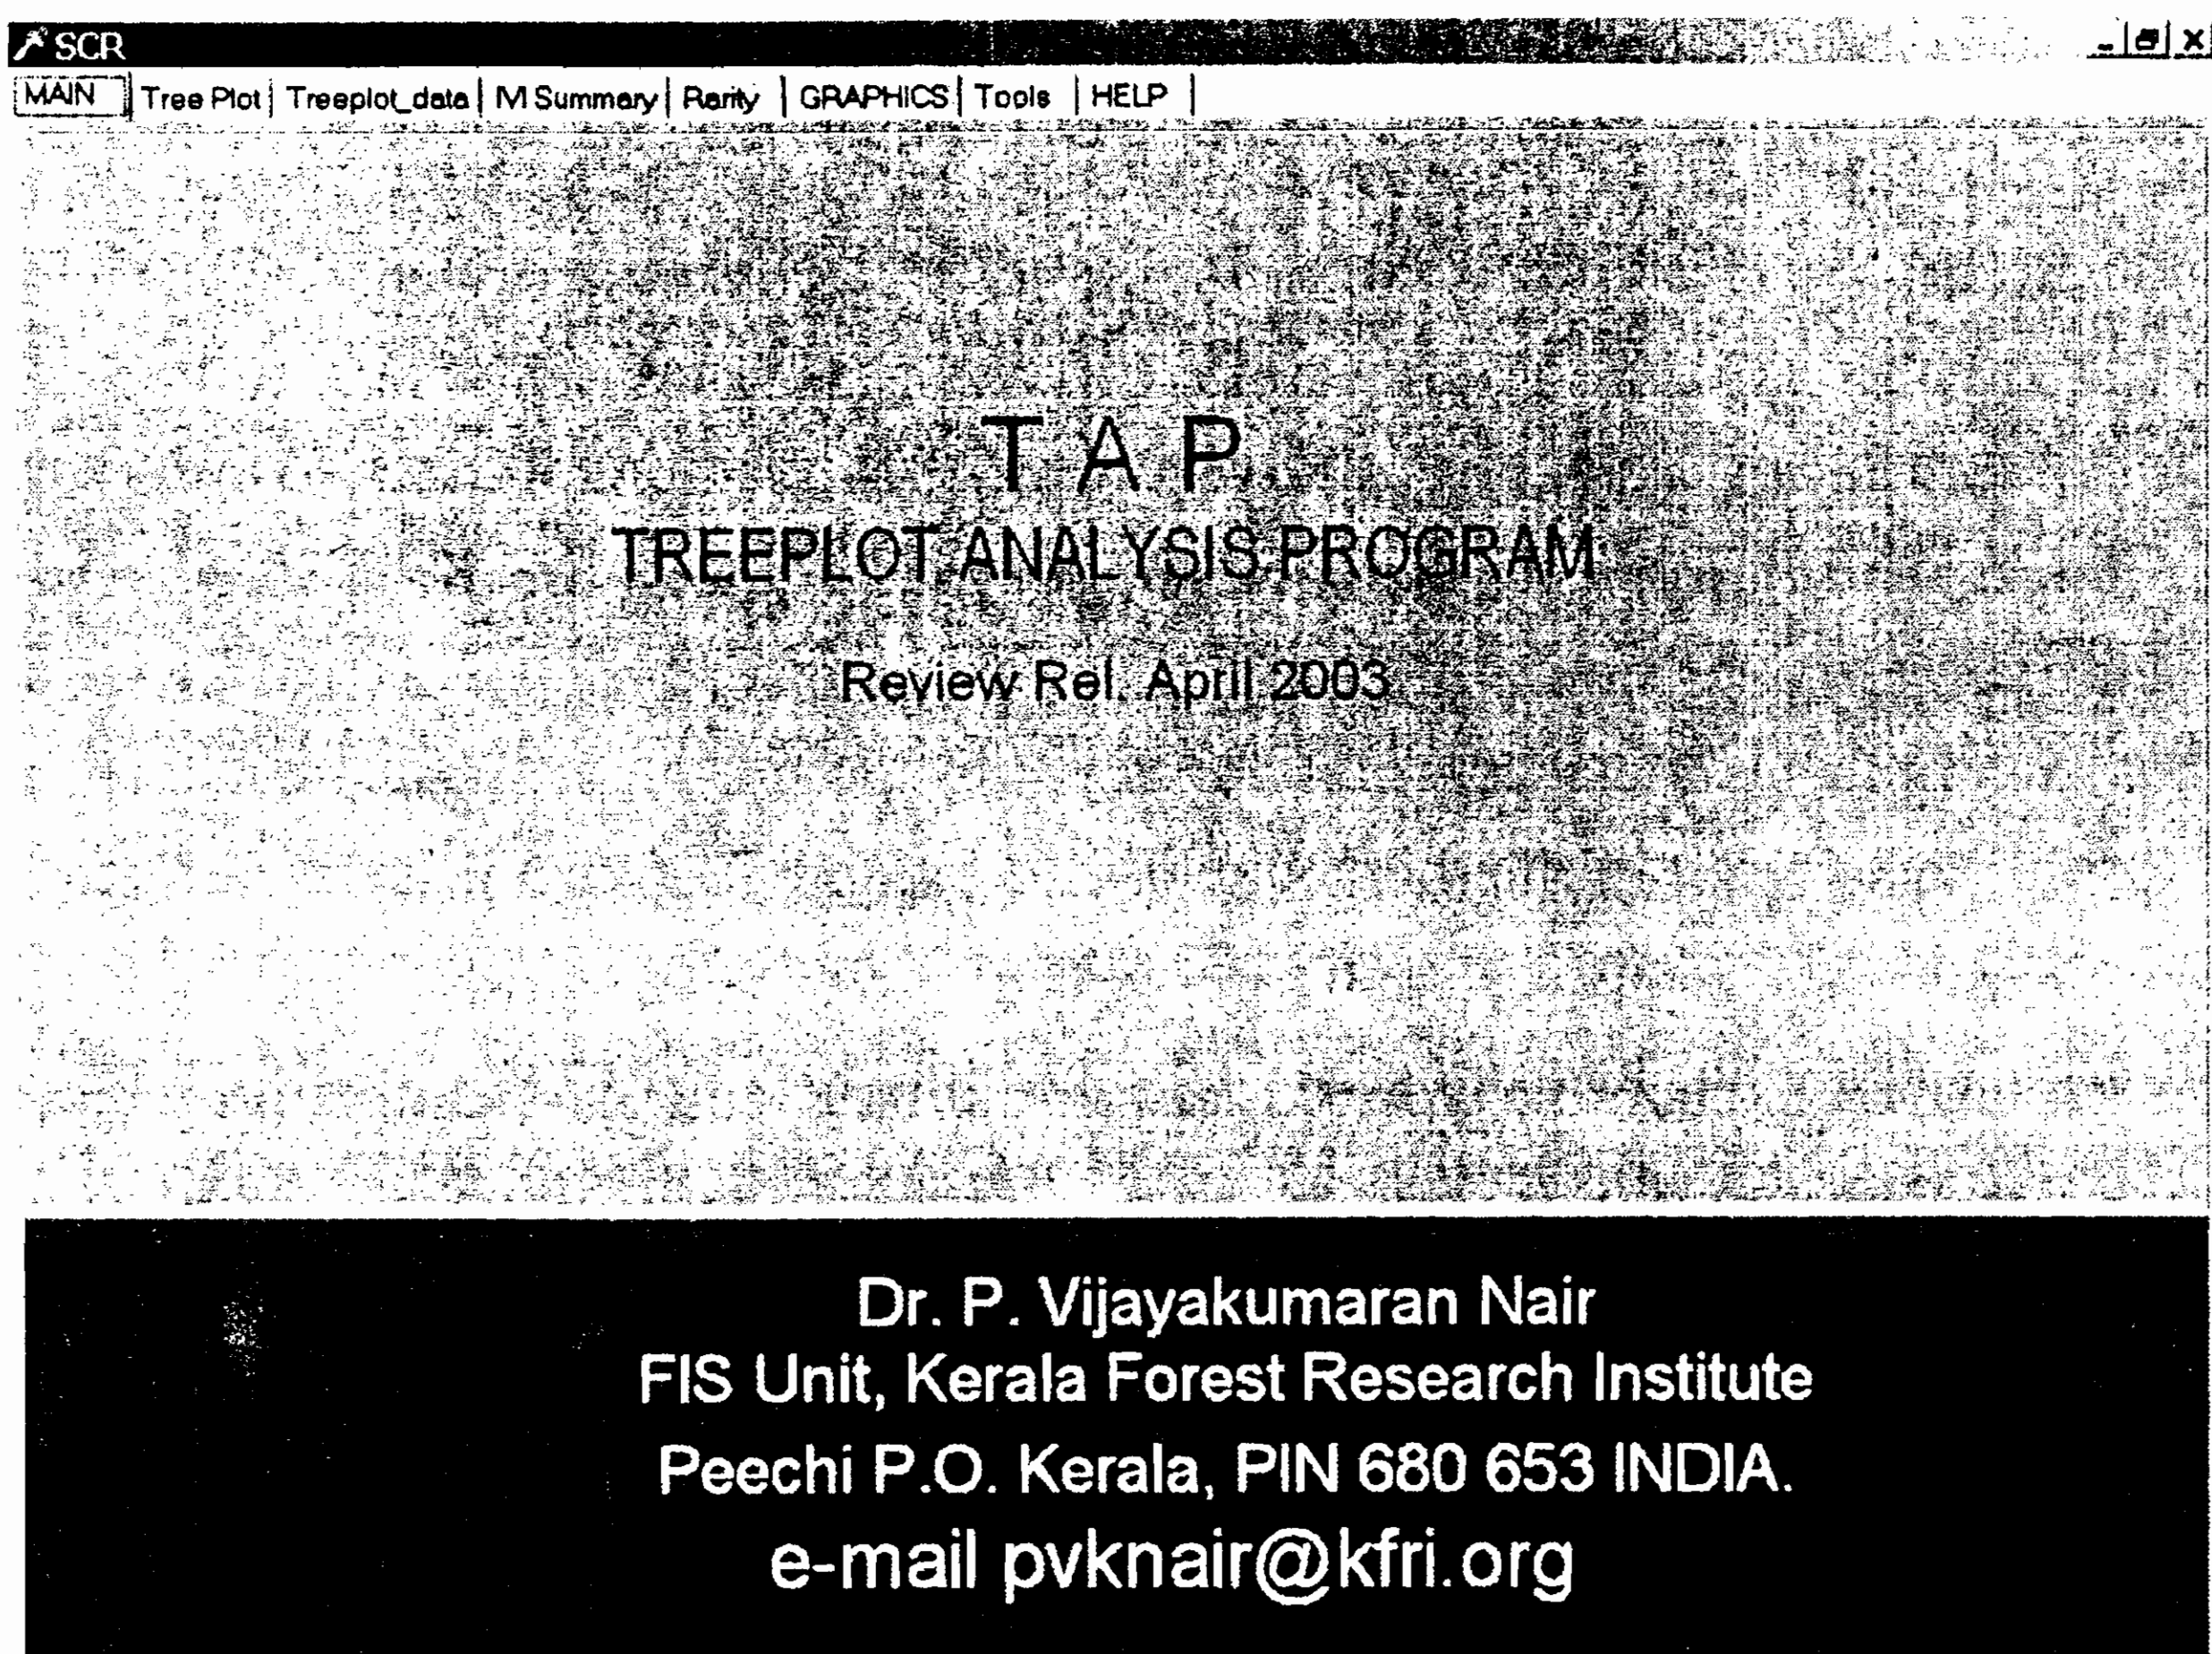 SCR
MAIN Tree Plot Treeplot_data IVI Summary Rarity GRAPHICS Tools HELP
T A P
TREEPLOT ANALYSIS PROGRAM
Review Rel. April 2003
Dr. P. Vijayakumaran Nair
FIS Unit, Kerala Forest Research Institute
Peechi P.O. Kerala, PIN 680 653 INDIA.
e-mail pvknair@kfri.org